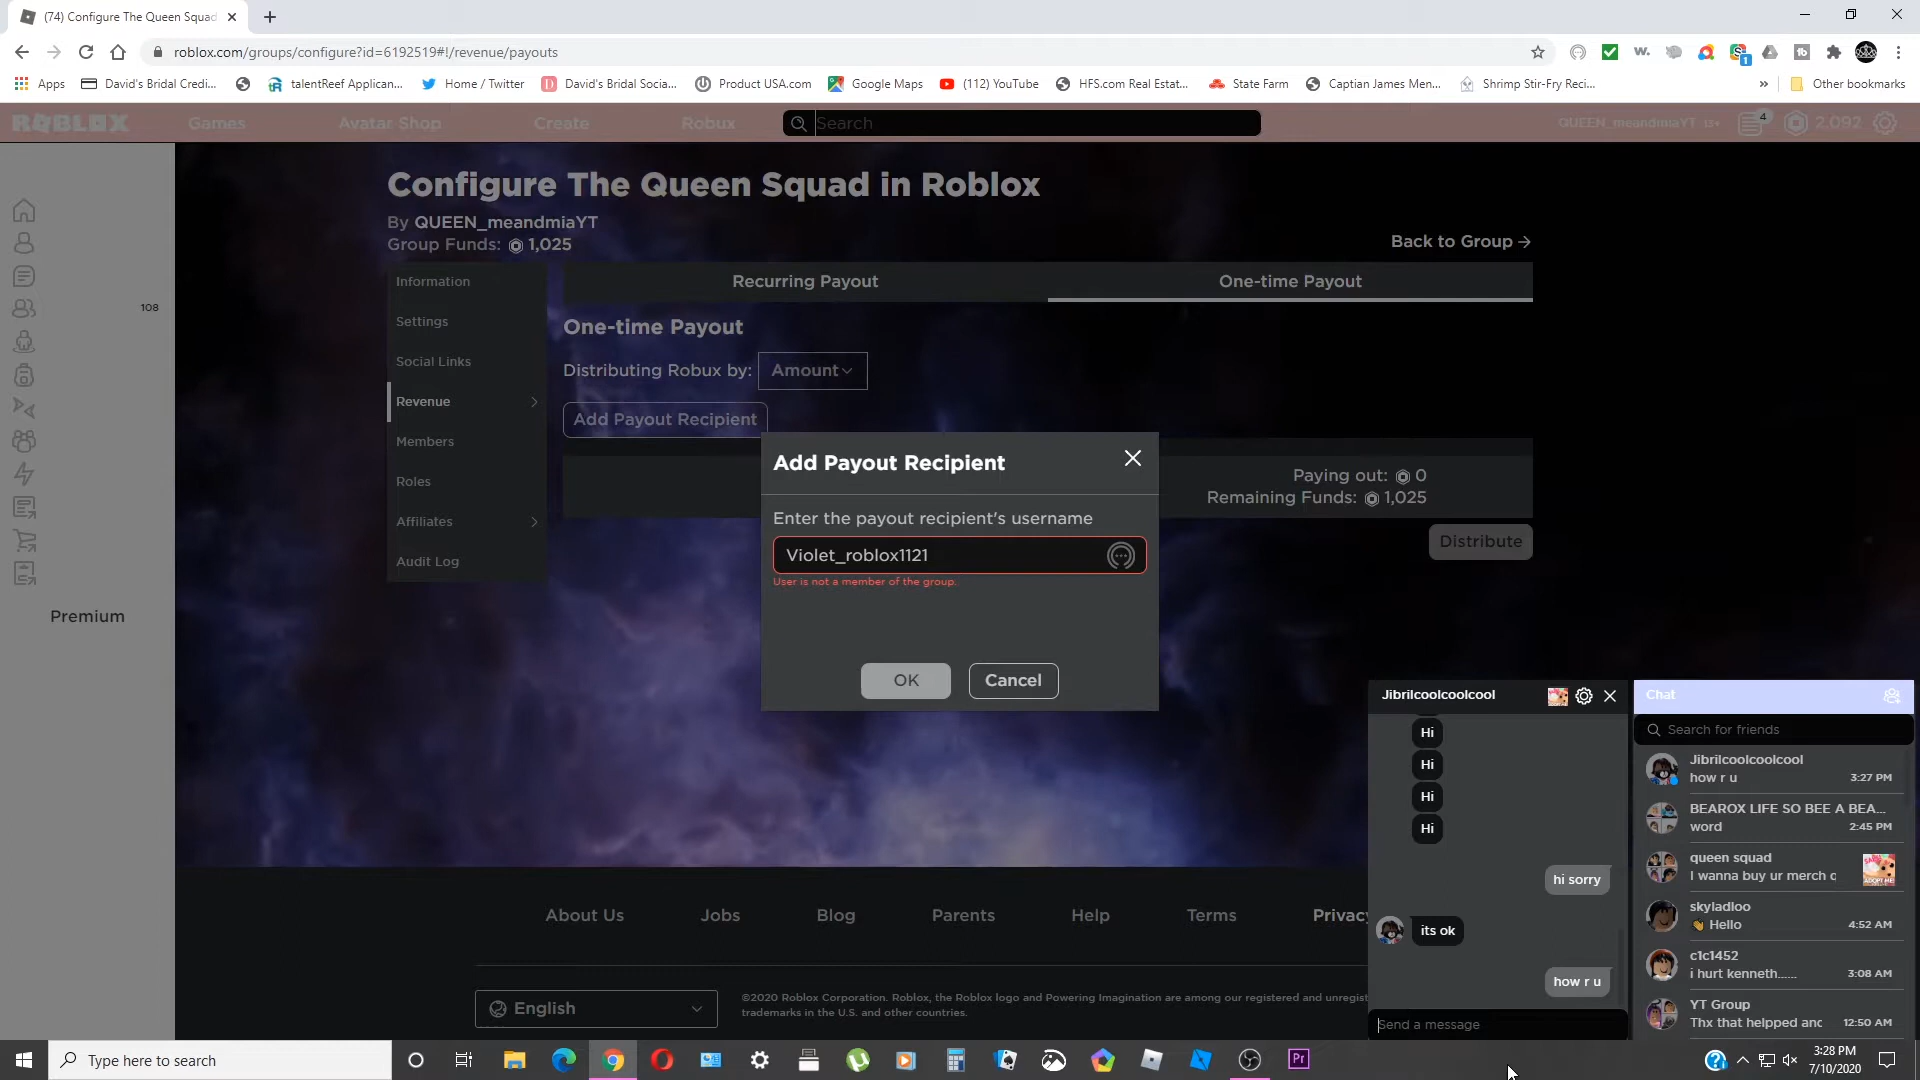 (74) Configure The Queen Squad
roblox.com/groups/configure?id=6192519#!/revenue/payouts
Apps David's Bridal Credi... talentReef Applican... Home / Twitter David's Bridal Socia... Product USA.com Google Maps (112) YouTube HFS.com Real Estat... State Farm Captian James Men... Shrimp Stir-Fry Reci... » Other bookmarks
ROBLOX Games Avatar Shop Create Robux Search QUEEN_meandmiaYT 13+ 4 2,092
Configure The Queen Squad in Roblox
By QUEEN_meandmiaYT
Group Funds: 1,025
Back to Group →
108
Premium
Information
Settings
Social Links
Revenue
Members
Roles
Affiliates
Audit Log
Recurring Payout One-time Payout
One-time Payout
Distributing Robux by: Amount
Add Payout Recipient
Paying out: 0
Remaining Funds: 1,025
Distribute
Add Payout Recipient
Enter the payout recipient's username
Violet_roblox1121
User is not a member of the group.
OK Cancel
About Us Jobs Blog Parents Help Terms Privacy
English
©2020 Roblox Corporation. Roblox, the Roblox logo and Powering Imagination are among our registered and unregist
trademarks in the U.S. and other countries.
Jibrilcoolcoolcool
Hi
Hi
Hi
Hi
hi sorry
its ok
how r u
Send a message
Chat
Search for friends
Jibrilcoolcoolcool
how r u 3:27 PM
BEAROX LIFE SO BEE A BEA...
word 2:45 PM
queen squad
I wanna buy ur merch c
skyladloo
👋 Hello 4:52 AM
c1c1452
i hurt kenneth...... 3:08 AM
YT Group
Thx that helpped anc 12:50 AM
Type here to search
Pr
3:28 PM
7/10/2020